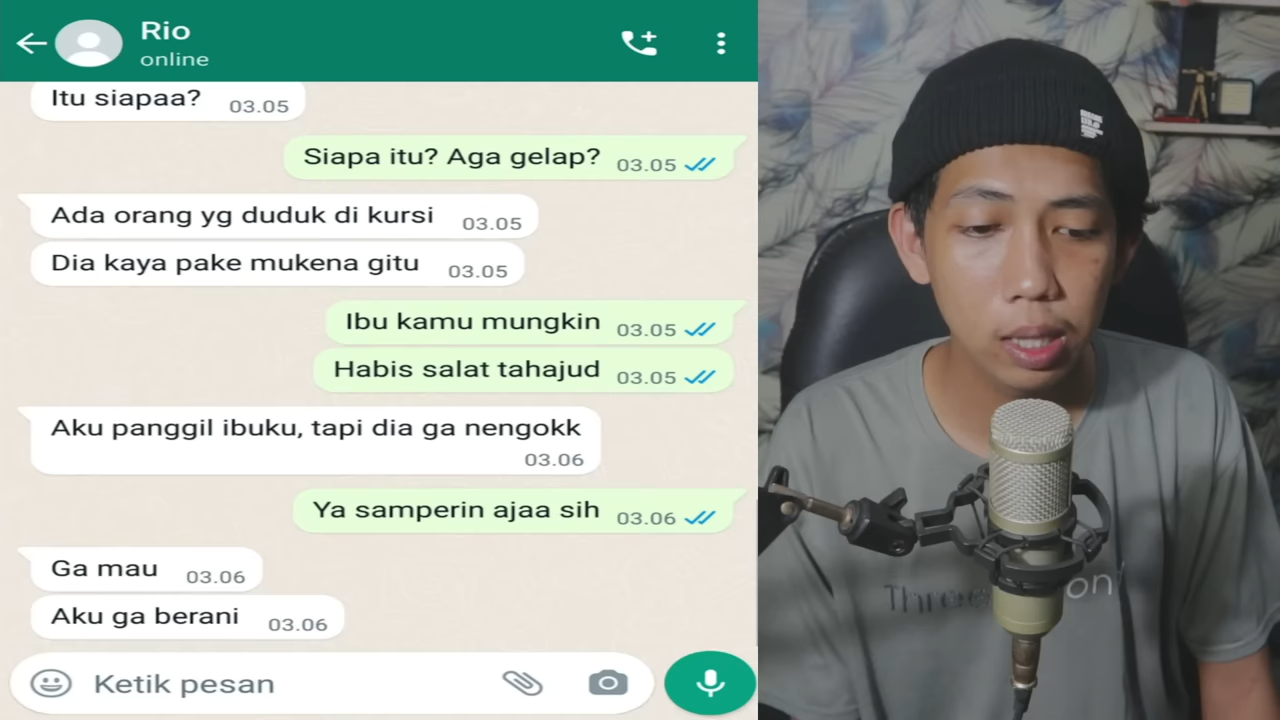 Rio
online
Itu siapaa? 03.05
Siapa itu? Aga gelap? 03.05
Ada orang yg duduk di kursi 03.05
Dia kaya pake mukena gitu 03.05
Ibu kamu mungkin 03.05
Habis salat tahajud 03.05
Aku panggil ibuku, tapi dia ga nengokk
03.06
Ya samperin ajaa sih 03.06
Ga mau 03.06
Aku ga berani 03.06
Ketik pesan